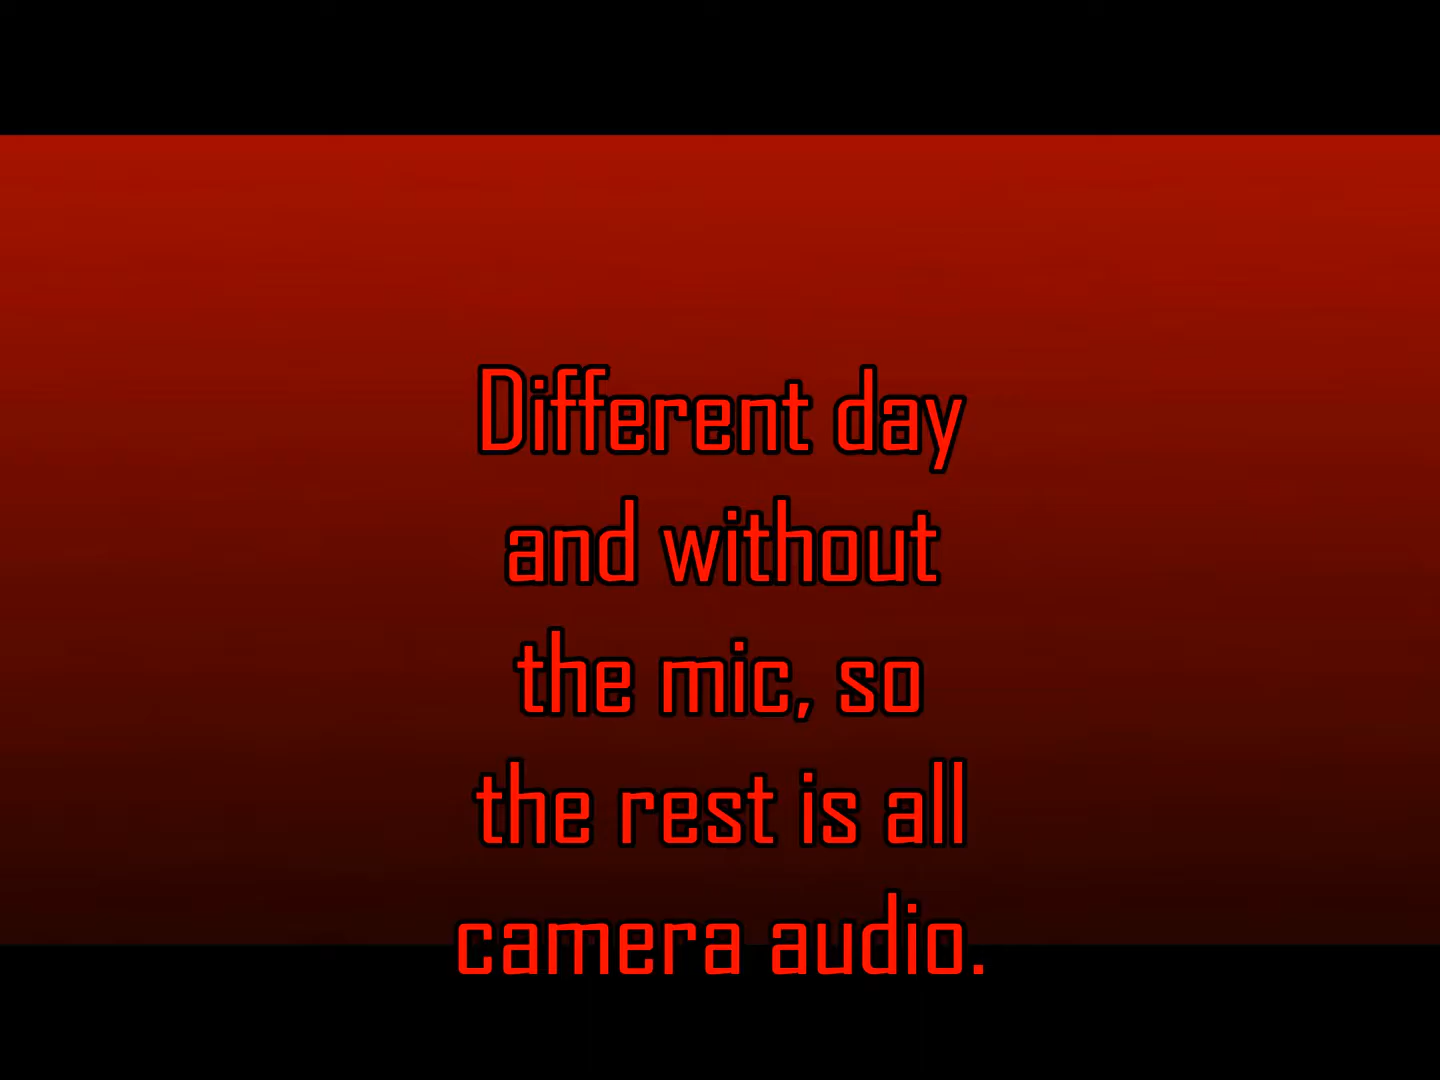 Different day
and without
the mic, so
the rest is all
camera audio.